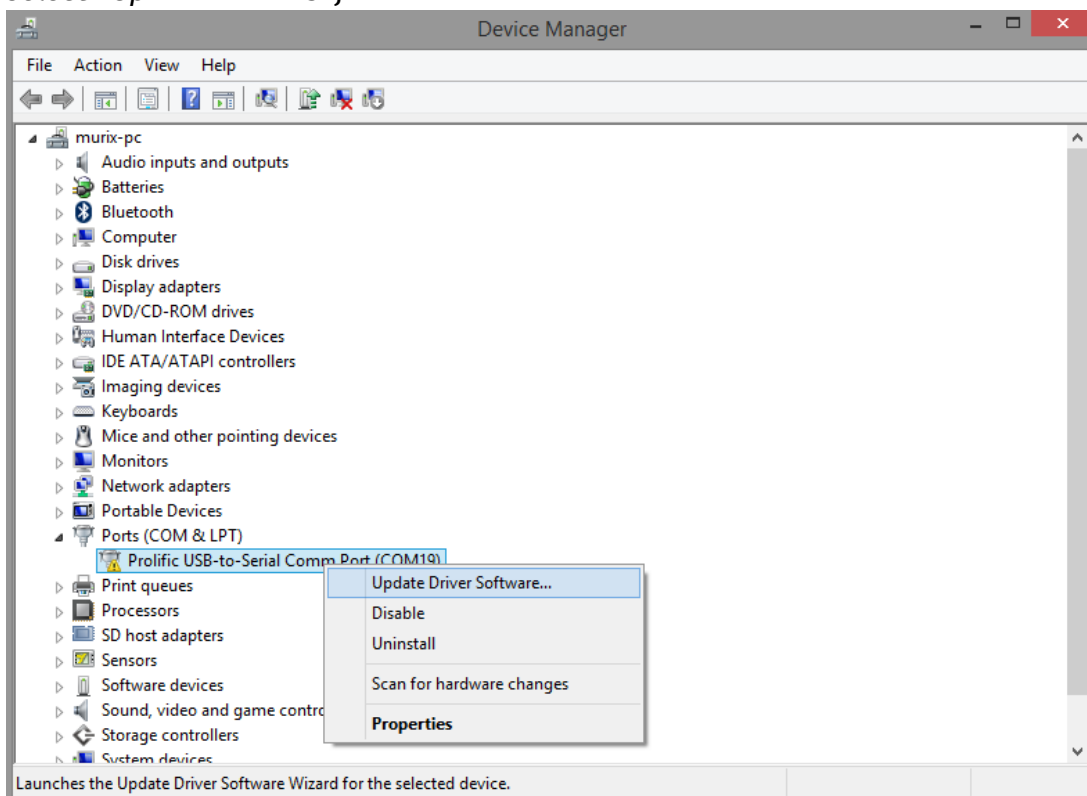 Device Manager
File Action View Help
murix-pc
Audio inputs and outputs
Batteries
Bluetooth
Computer
Disk drives
Display adapters
DVD/CD-ROM drives
Human Interface Devices
IDE ATA/ATAPI controllers
Imaging devices
Keyboards
Mice and other pointing devices
Monitors
Network adapters
Portable Devices
Ports (COM & LPT)
Prolific USB-to-Serial Comm Port (COM19)
Update Driver Software...
Disable
Uninstall
Scan for hardware changes
Properties
Print queues
Processors
SD host adapters
Sensors
Software devices
Sound, video and game contro
Storage controllers
System devices
Launches the Update Driver Software Wizard for the selected device.